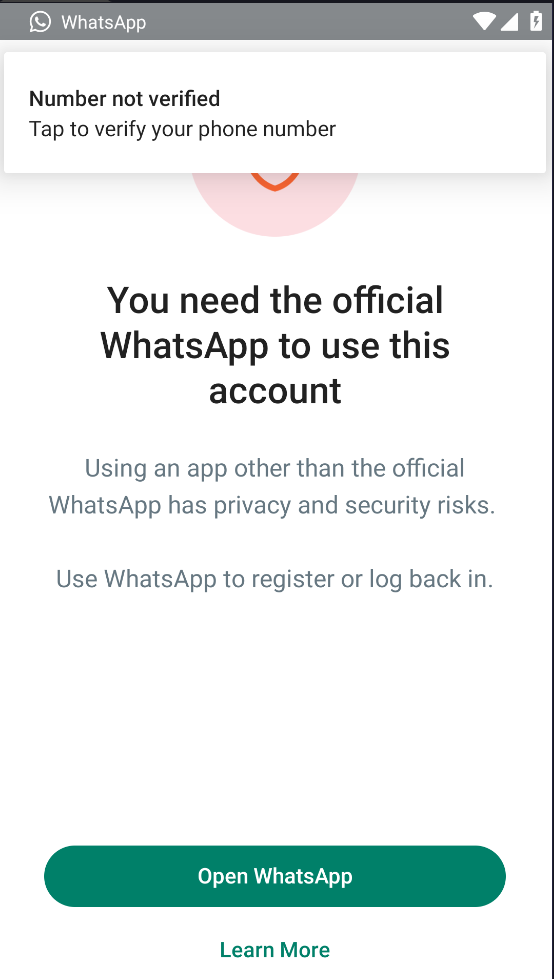 WhatsApp
Number not verified
Tap to verify your phone number
You need the official
WhatsApp to use this
account
Using an app other than the official
WhatsApp has privacy and security risks.
Use WhatsApp to register or log back in.
Open WhatsApp
Learn More